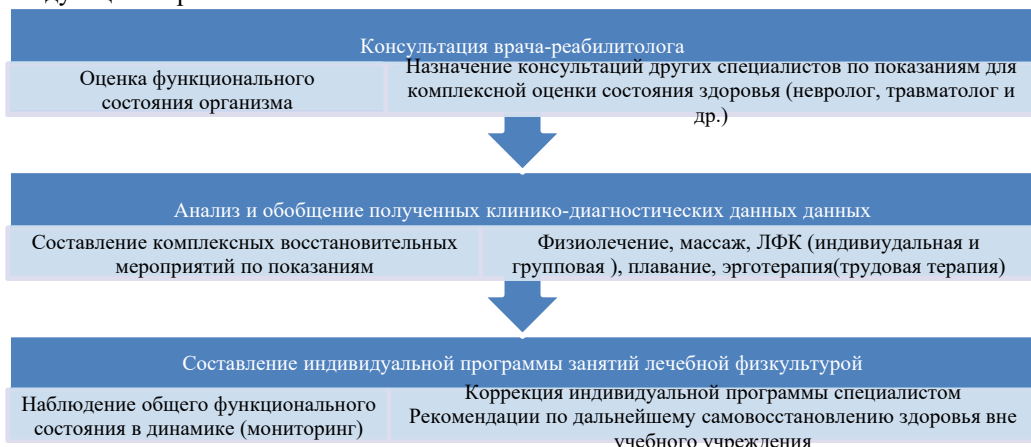 Консультация врача-реабилитолога
Оценка функционального
состояния организма
Назначение консультаций других специалистов по показаниям для
комплексной оценки состояния здоровья (невролог, травматолог и
др.)
Анализ и обобщение полученных клинико-диагностических данных данных
Составление комплексных восстановительных
мероприятий по показаниям
Физиолечение, массаж, ЛФК (индивиудальная и
групповая ), плавание, эрготерапия(трудовая терапия)
Составление индивидуальной программы занятий лечебной физкультурой
Наблюдение общего функционального
состояния в динамике (мониторинг)
Коррекция индивидуальной программы специалистом
Рекомендации по дальнейшему самовосстановлению здоровья вне
учебного учреждения